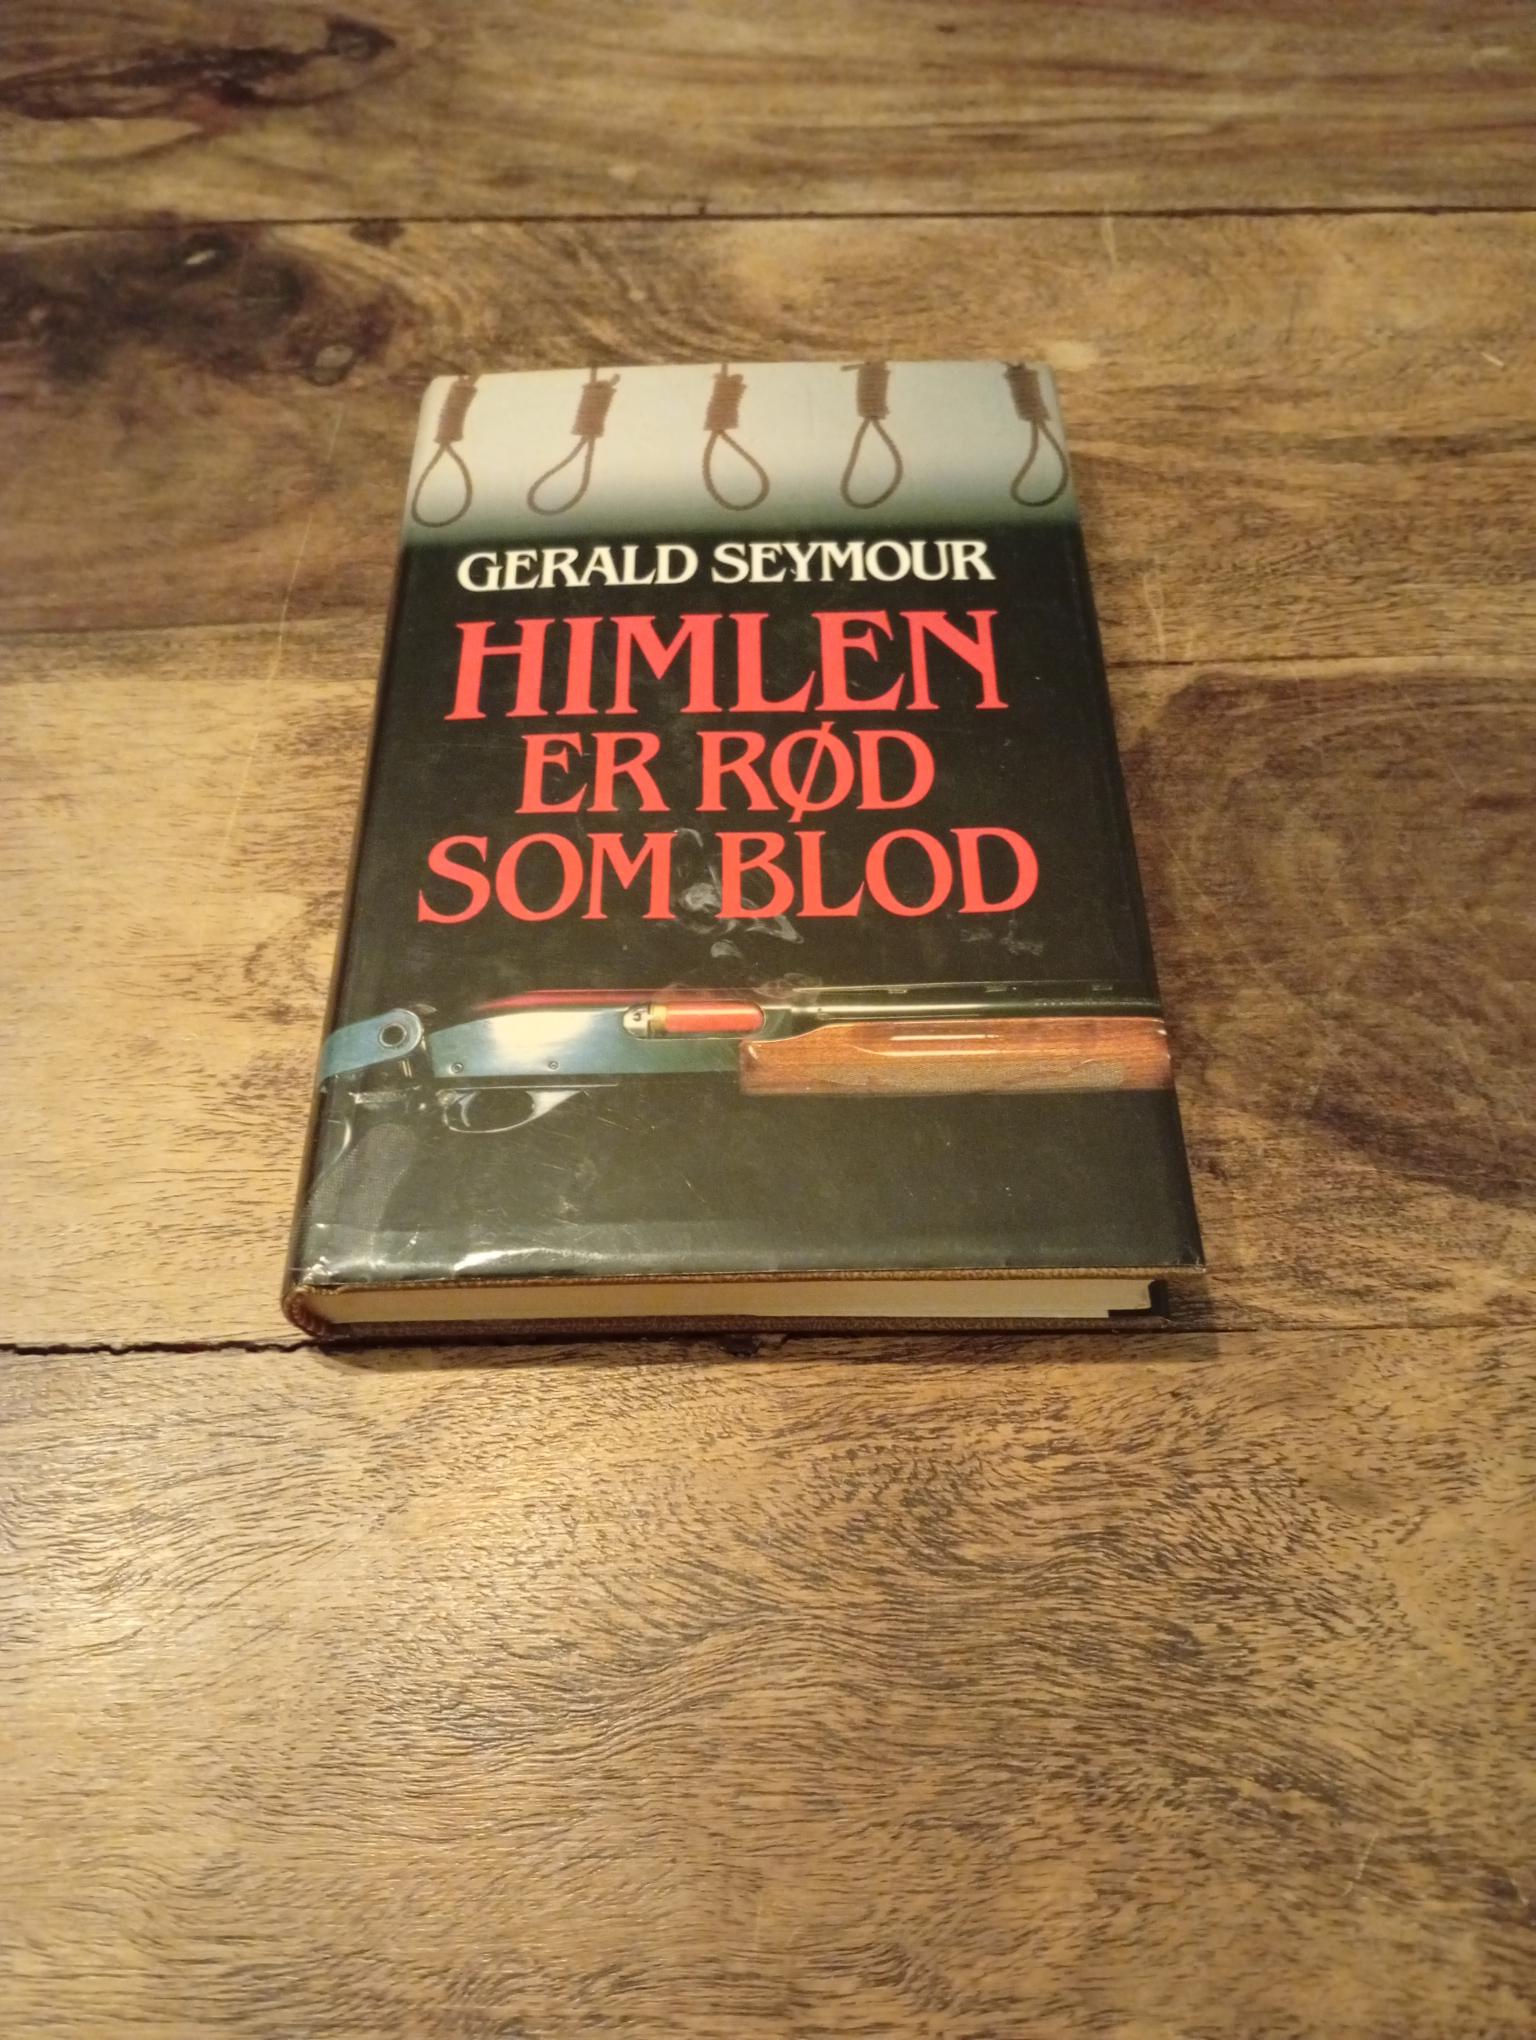 GERALD SEYMOUR
HIMLEN
ER RØD
SOM BLOD